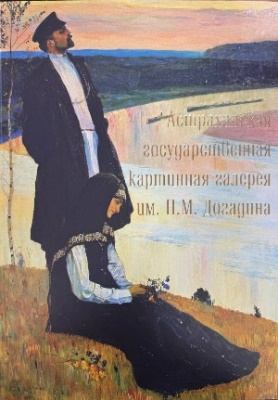 Астраханская
государственная
картинная галерея
им. П.М. Догадина